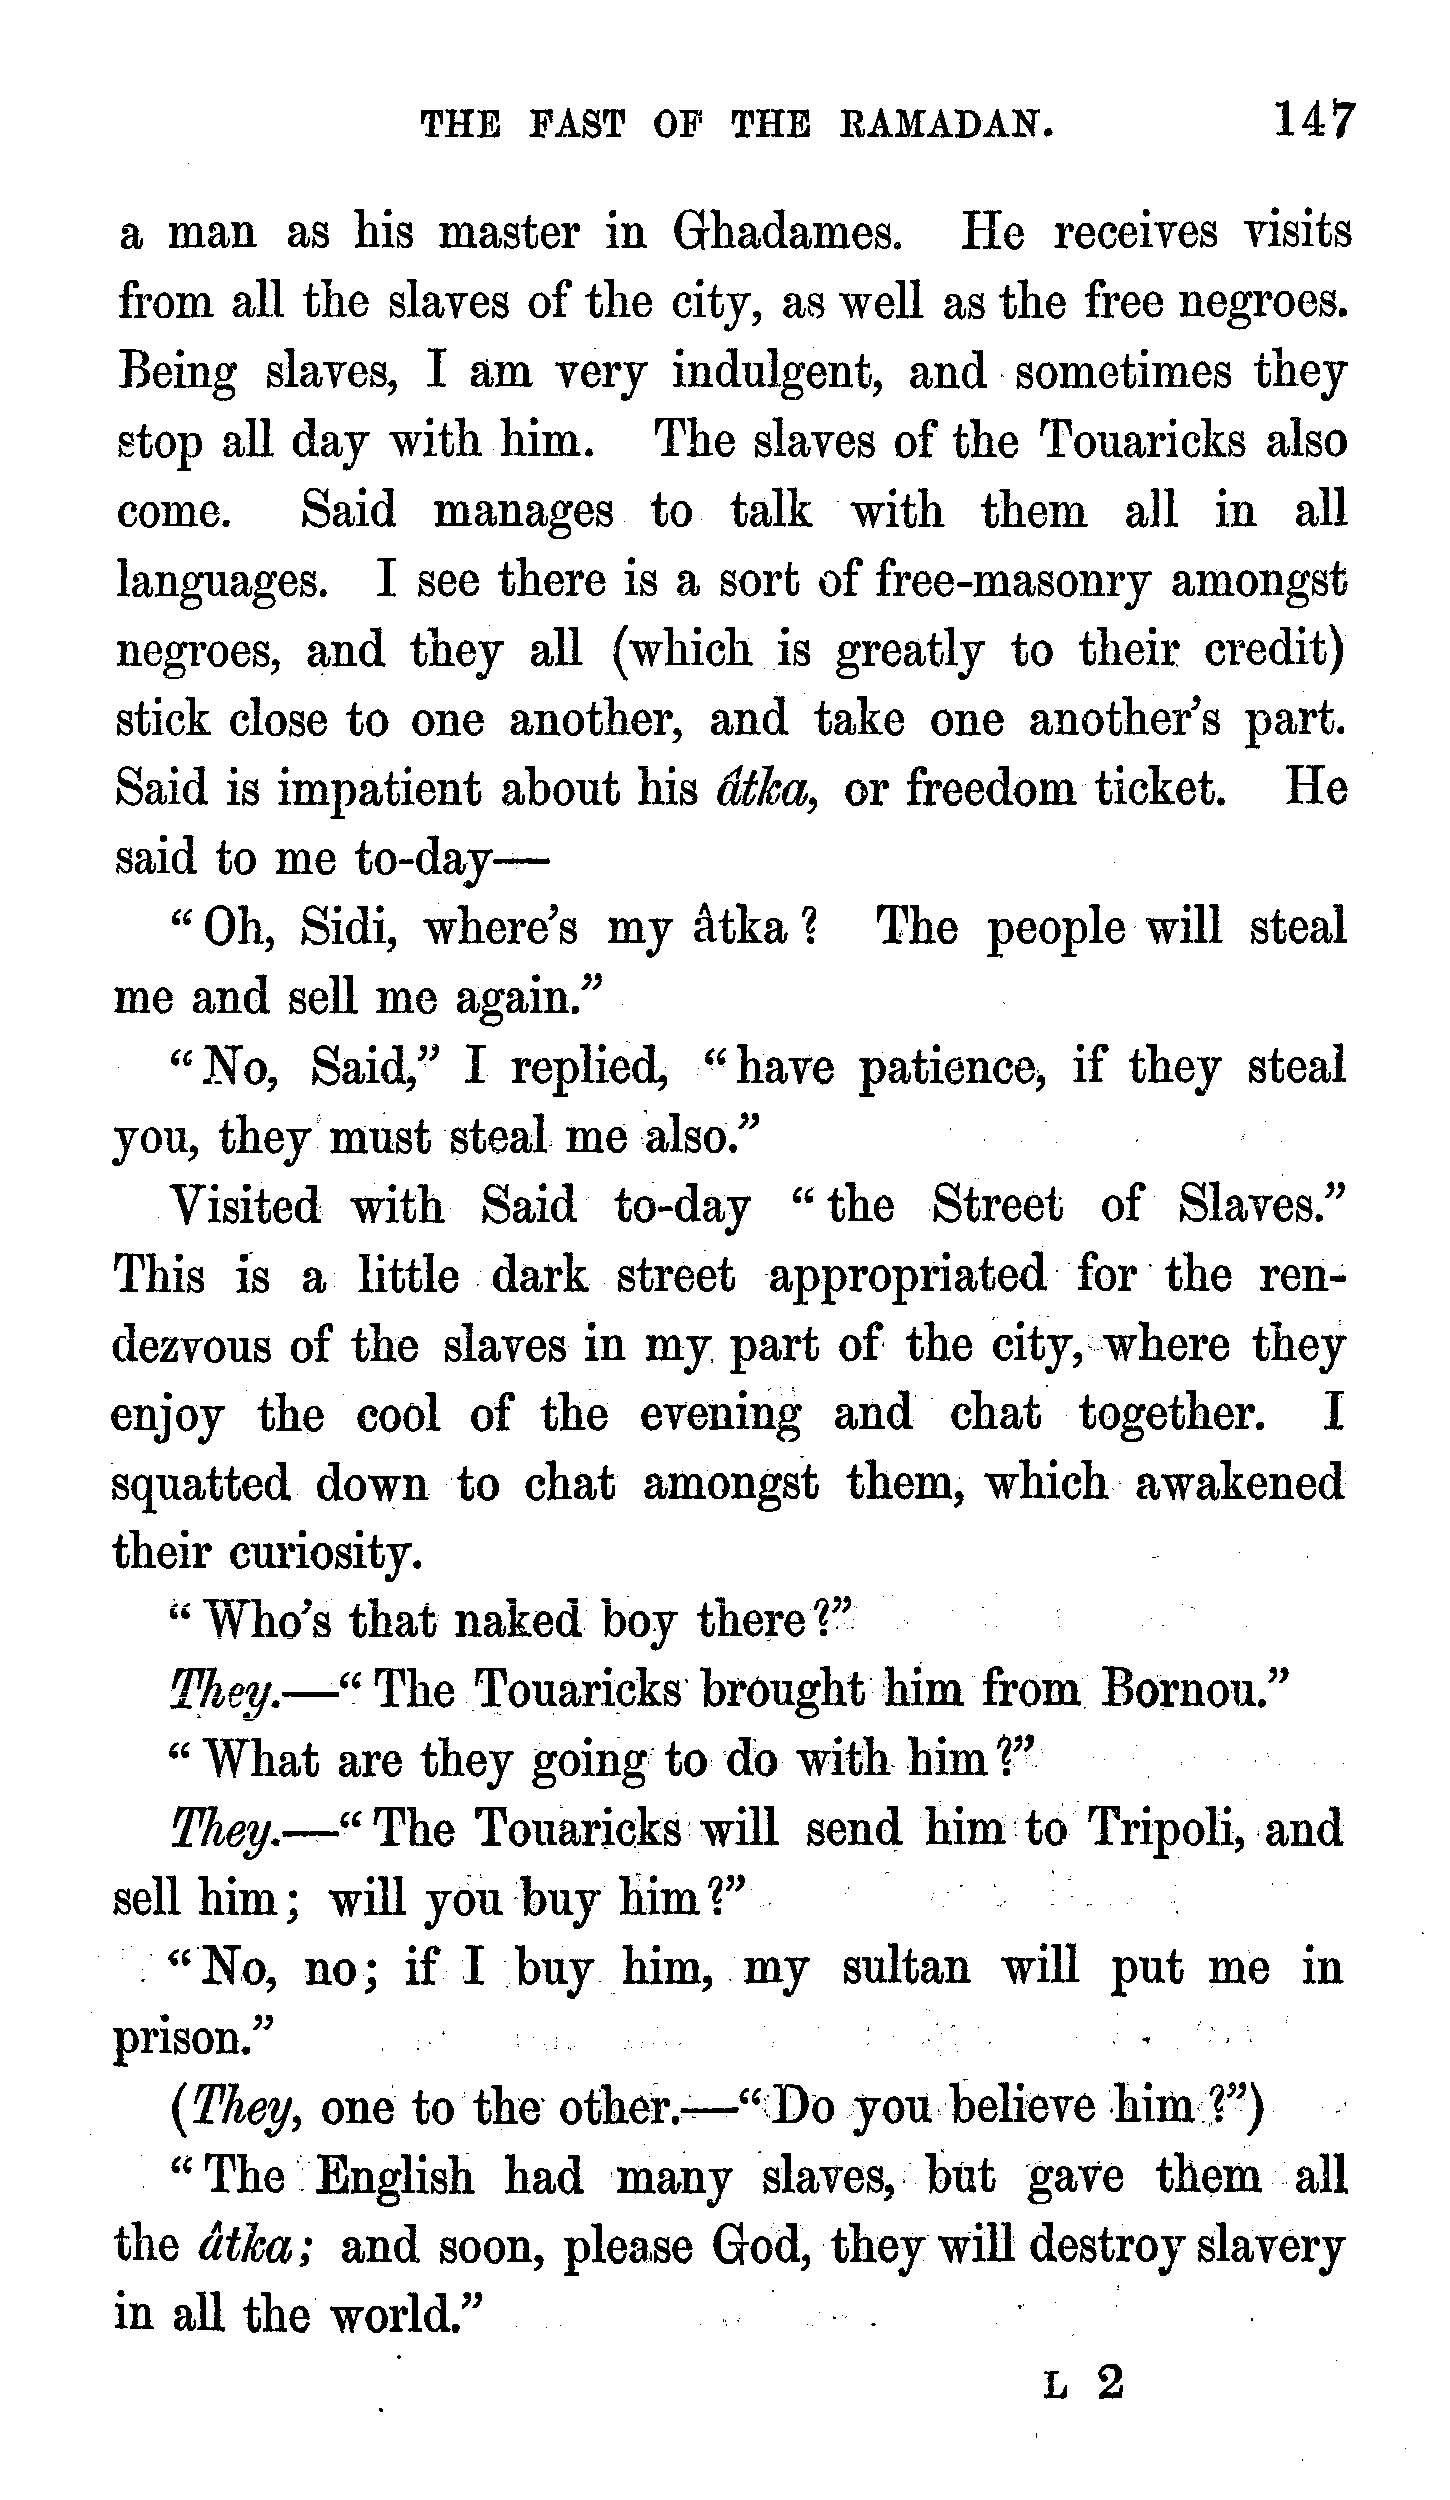 THE FAST OF THE RAMADAN. 147
a man as his master in Ghadames. He receives visits
from all the slaves of the city, as well as the free negroes.
Being slaves, I am very indulgent, and sometimes they
stop all day with him. The slaves of the Touaricks also
come. Said manages to talk with them all in all
languages. I see there is a sort of free-masonry amongst
negroes, and they all (which is greatly to their credit)
stick close to one another, and take one another's part.
Said is impatient about his âtka, or freedom ticket. He
said to me to-day—
"Oh, Sidi, where's my âtka? The people will steal
me and sell me again."
"No, Said," I replied, "have patience, if they steal
you, they must steal me also."
Visited with Said to-day "the Street of Slaves."
This is a little dark street appropriated for the ren-
dezvous of the slaves in my part of the city, where they
enjoy the cool of the evening and chat together. I
squatted down to chat amongst them, which awakened
their curiosity.
"Who's that naked boy there?"
They.—"The Touaricks brought him from Bornou."
"What are they going to do with him?"
They.—"The Touaricks will send him to Tripoli, and
sell him; will you buy him?"
"No, no; if I buy him, my sultan will put me in
prison."
(They, one to the other.—"Do you believe him?")
"The English had many slaves, but gave them all
the âtka; and soon, please God, they will destroy slavery
in all the world."
L 2